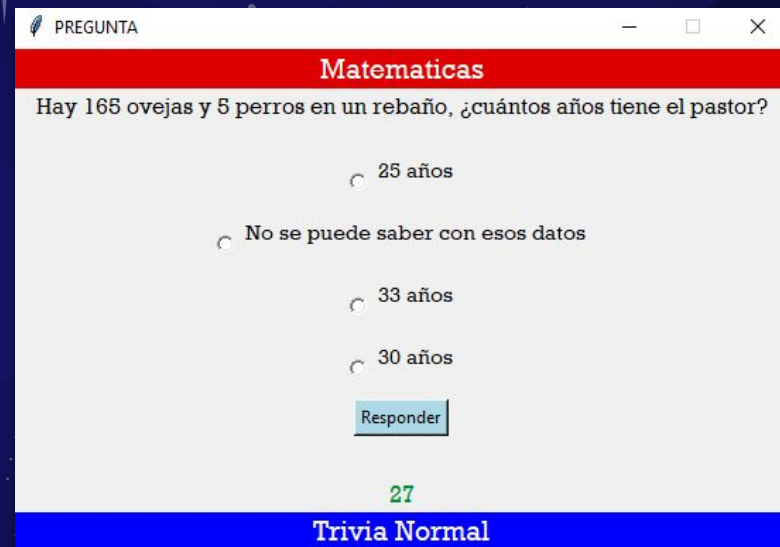 PREGUNTA
Matematicas
Hay 165 ovejas y 5 perros en un rebaño, ¿cuántos años tiene el pastor?
25 años
No se puede saber con esos datos
33 años
30 años
Responder
27
Trivia Normal